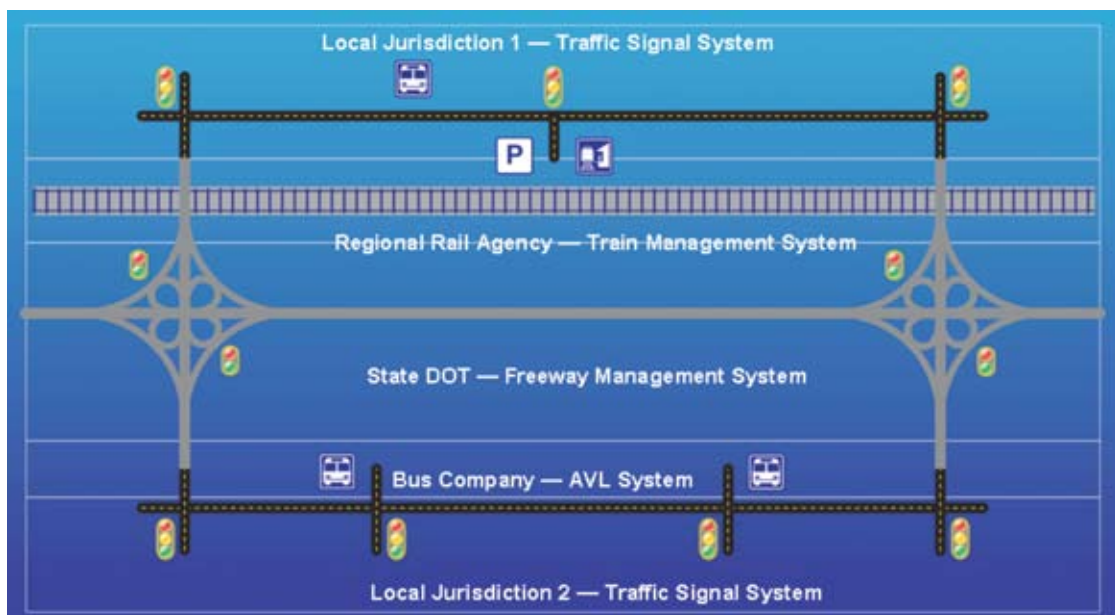 Local Jurisdiction 1 — Traffic Signal System
P
Regional Rail Agency — Train Management System
State DOT — Freeway Management System
Bus Company — AVL System
Local Jurisdiction 2 — Traffic Signal System